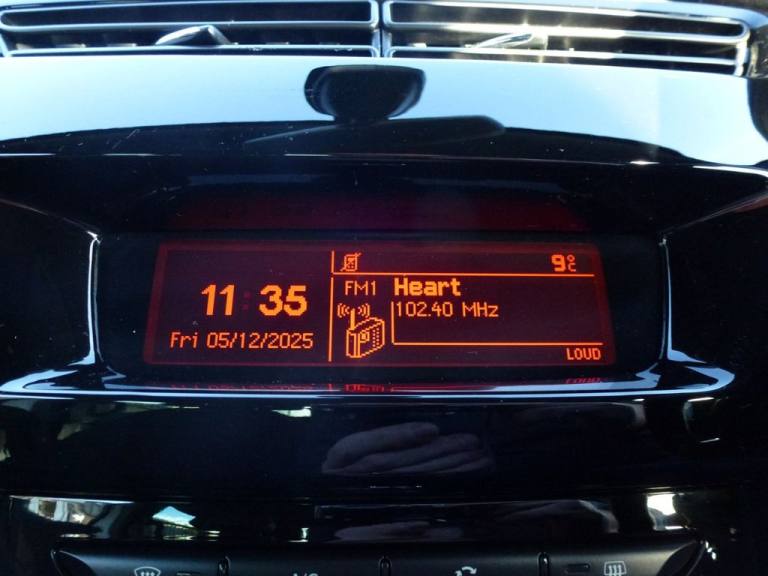 11:35
Fri 05/12/2025
9°C
FM1 Heart
102.40 MHz
LOUD